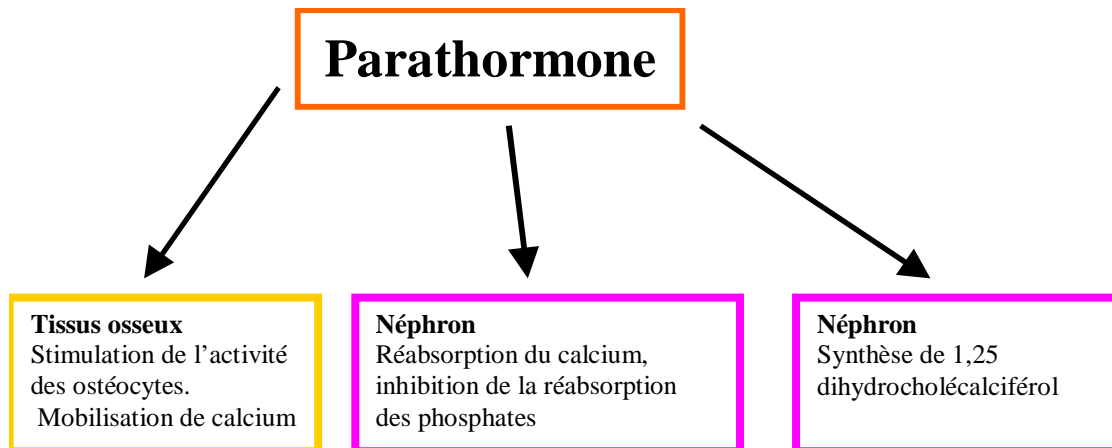 Parathormone
Tissus osseux
Stimulation de l’activité
des ostéocytes.
Mobilisation de calcium
Néphron
Réabsorption du calcium,
inhibition de la réabsorption
des phosphates
Néphron
Synthèse de 1,25
dihydrocholécalciférol